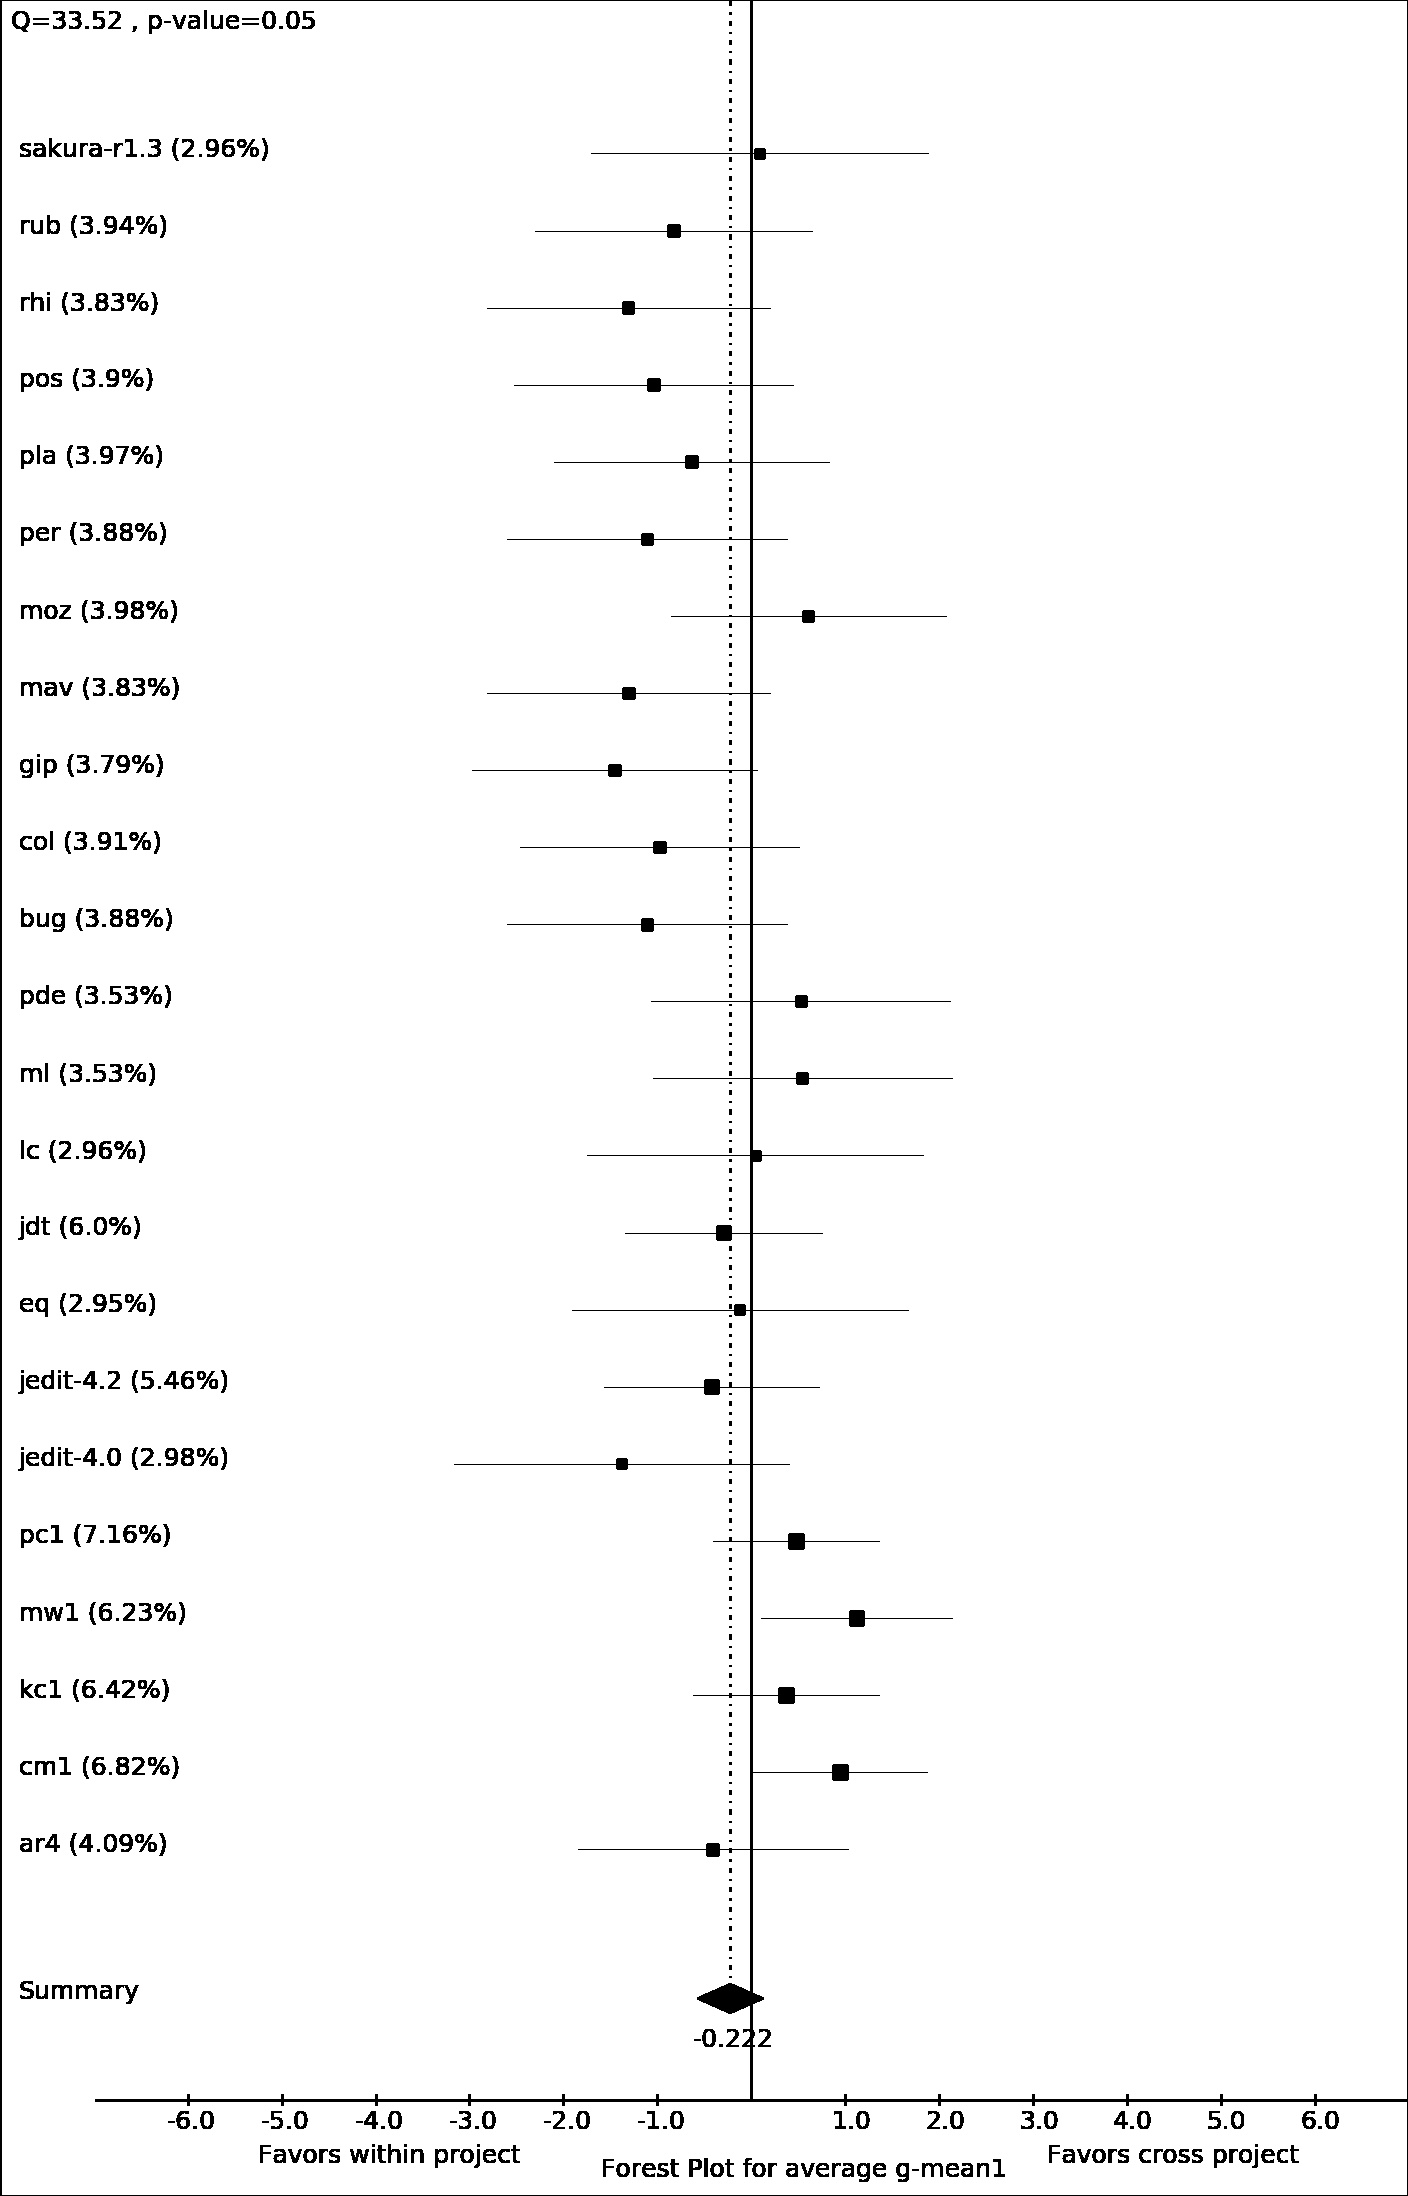 Q=33.52 , p-value=0.05
sakura-r1.3 (2.96%)
rub (3.94%)
rhi (3.83%)
pos (3.9%)
pla (3.97%)
per (3.88%)
moz (3.98%)
mav (3.83%)
gip (3.79%)
col (3.91%)
bug (3.88%)
pde (3.53%)
ml (3.53%)
lc (2.96%)
jdt (6.0%)
eq (2.95%)
jedit-4.2 (5.46%)
jedit-4.0 (2.98%)
pc1 (7.16%)
mw1 (6.23%)
kc1 (6.42%)
cm1 (6.82%)
ar4 (4.09%)
Summary
-0.222
-6.0 -5.0 -4.0 -3.0 -2.0 -1.0 1.0 2.0 3.0 4.0 5.0 6.0
Favors within project Favors cross project
Forest Plot for average g-mean1